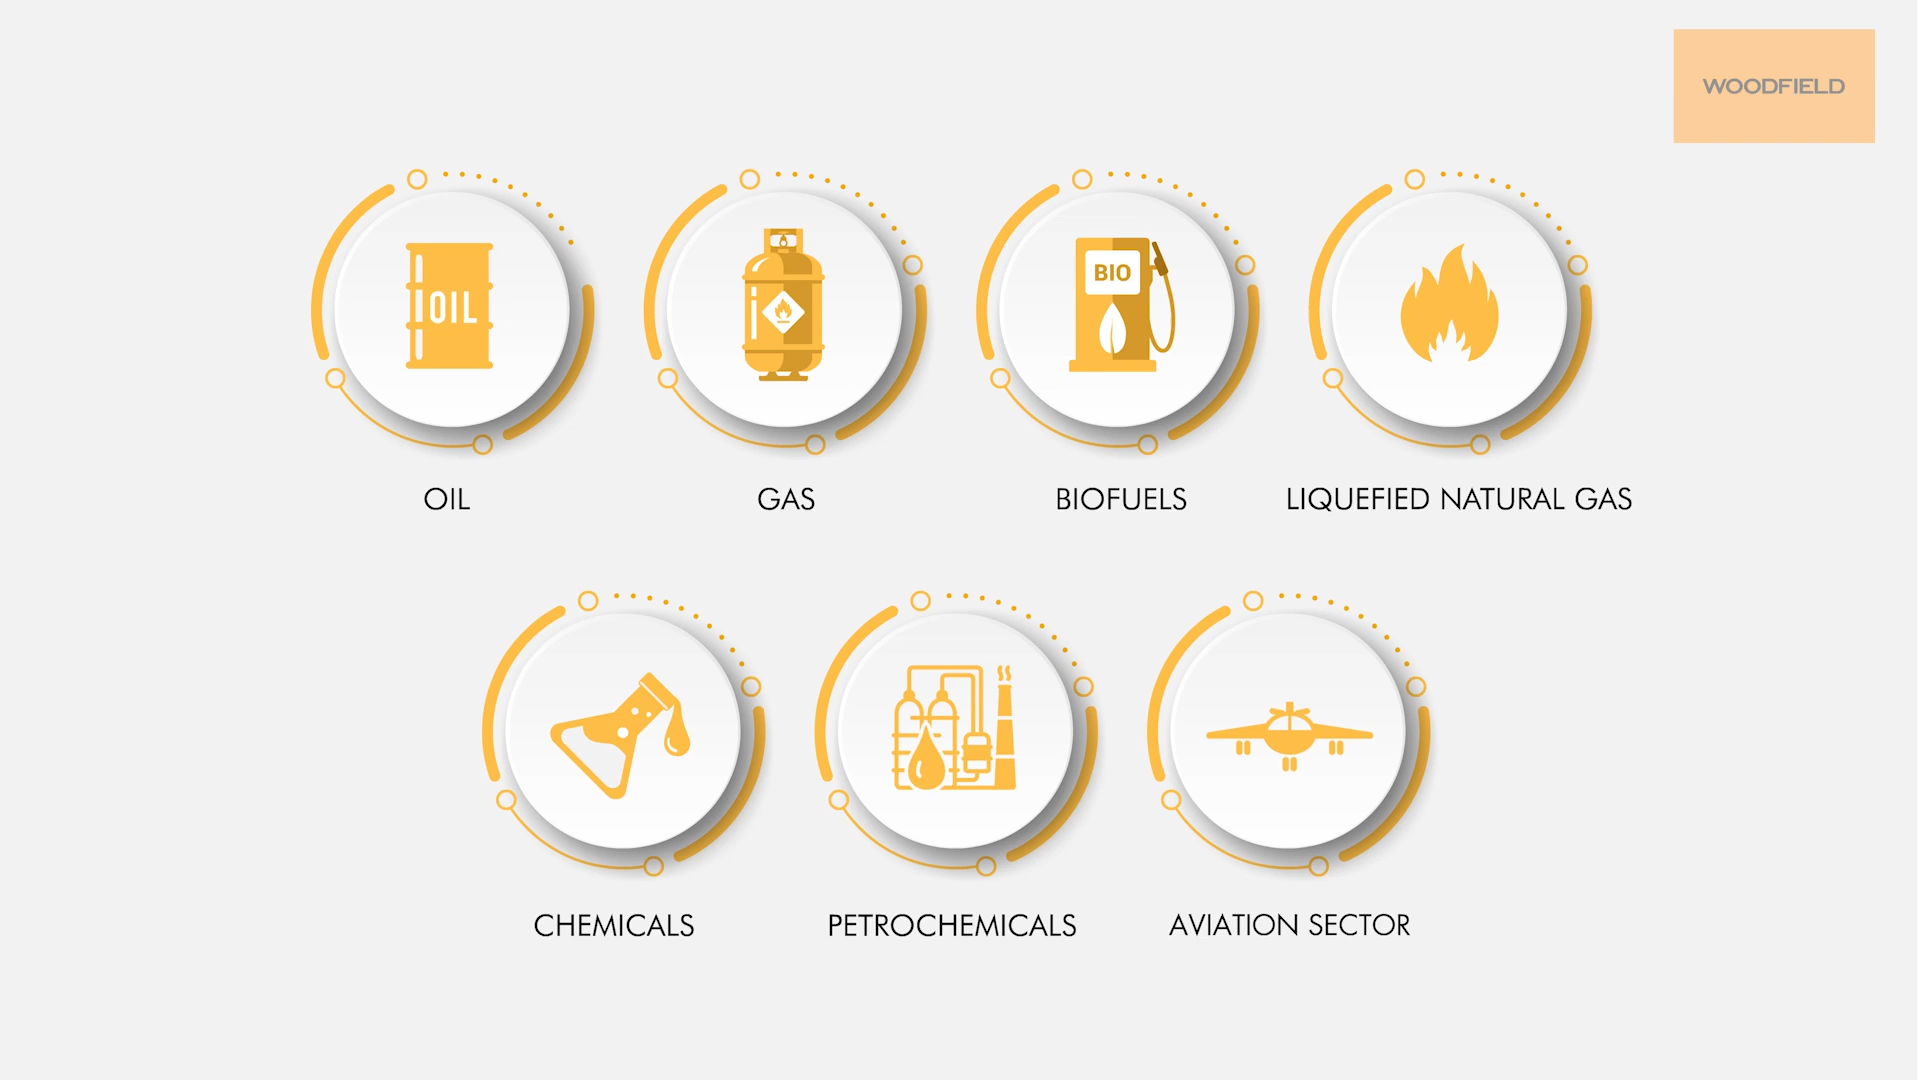 WOODFIELD
OIL
BIO
OIL
GAS
BIOFUELS
LIQUEFIED NATURAL GAS
CHEMICALS
PETROCHEMICALS
AVIATION SECTOR